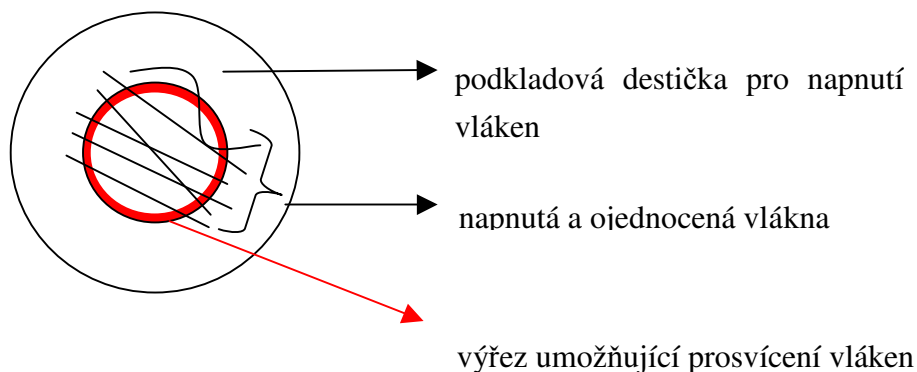 podkladová destička pro napnutí
vláken
napnutá a ojednocená vlákna
výřez umožňující prosvícení vláken